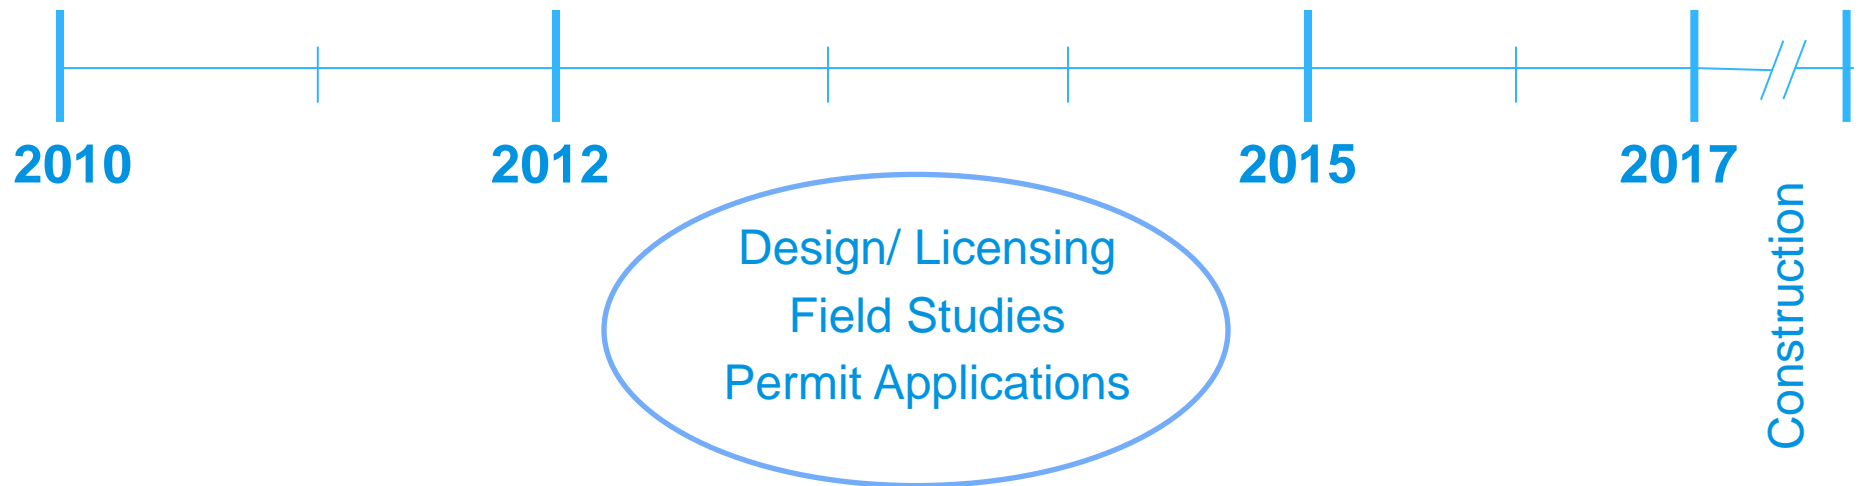 2010
2012
2015
2017
Design/ Licensing
Field Studies
Permit Applications
Construction